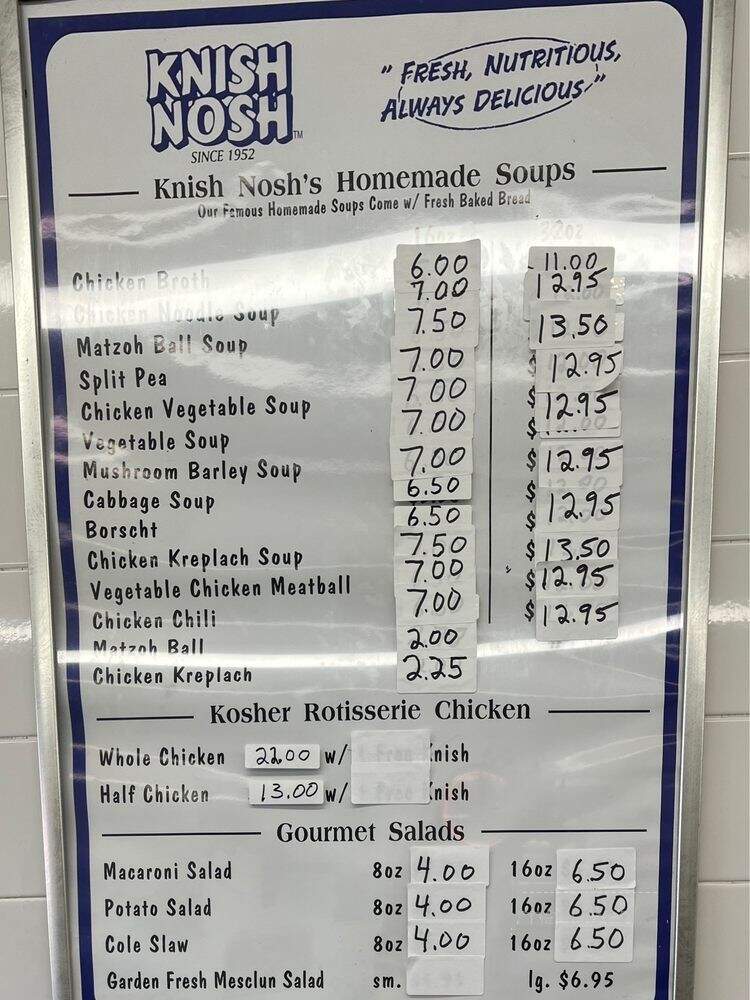 KNISH
NOSH TM
SINCE 1952
" FRESH, NUTRITIOUS,
ALWAYS DELICIOUS."
Knish Nosh's Homemade Soups
Our Famous Homemade Soups Come w/ Fresh Baked Bread
16oz 32oz
Chicken Broth 6.00 11.00
Chicken Noodle Soup 7.00 12.95
Matzoh Ball Soup 7.50 13.50
Split Pea 7.00 $ 12.95
Chicken Vegetable Soup 7.00 $ 12.95
Vegetable Soup 7.00 $
Mushroom Barley Soup 7.00 $ 12.95
Cabbage Soup 6.50 $
Borscht 6.50 $ 12.95
Chicken Kreplach Soup 7.50 $ 13.50
Vegetable Chicken Meatball 7.00 $ 12.95
Chicken Chili 7.00 $ 12.95
Matzoh Ball 2.00
Chicken Kreplach 2.25
Kosher Rotisserie Chicken
Whole Chicken 22.00 w/ Knish
Half Chicken 13.00 w/ Knish
Gourmet Salads
Macaroni Salad 8oz 4.00 16oz 6.50
Potato Salad 8oz 4.00 16oz 6.50
Cole Slaw 8oz 4.00 16oz 6.50
Garden Fresh Mesclun Salad sm. lg. $6.95